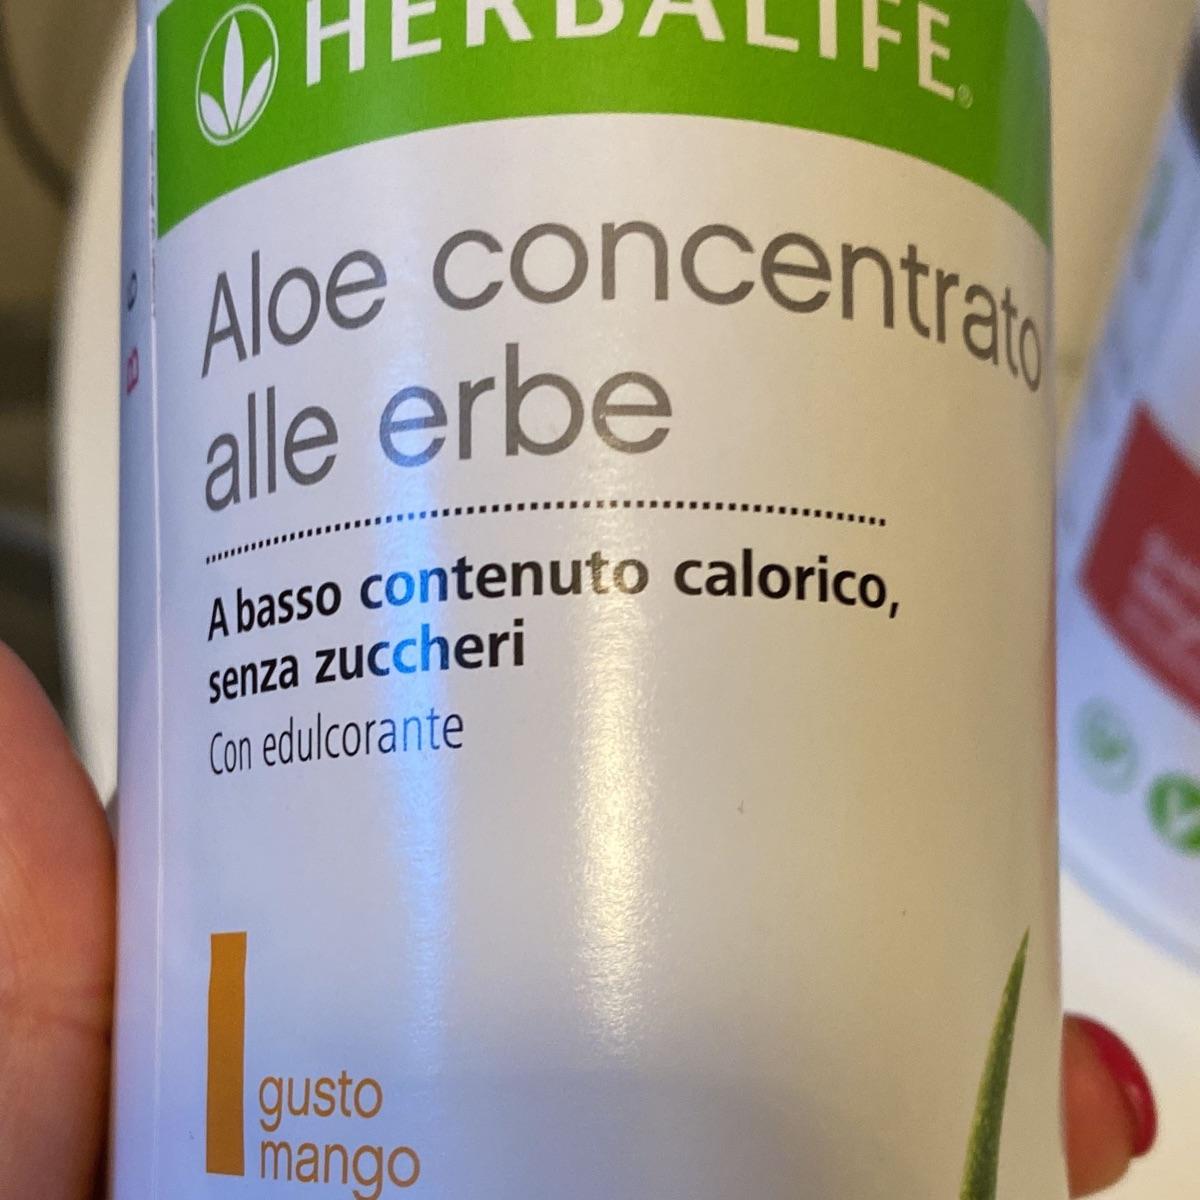 HERBALIFE®
Aloe concentrato
alle erbe
A basso contenuto calorico,
senza zuccheri
Con edulcorante
gusto
mango